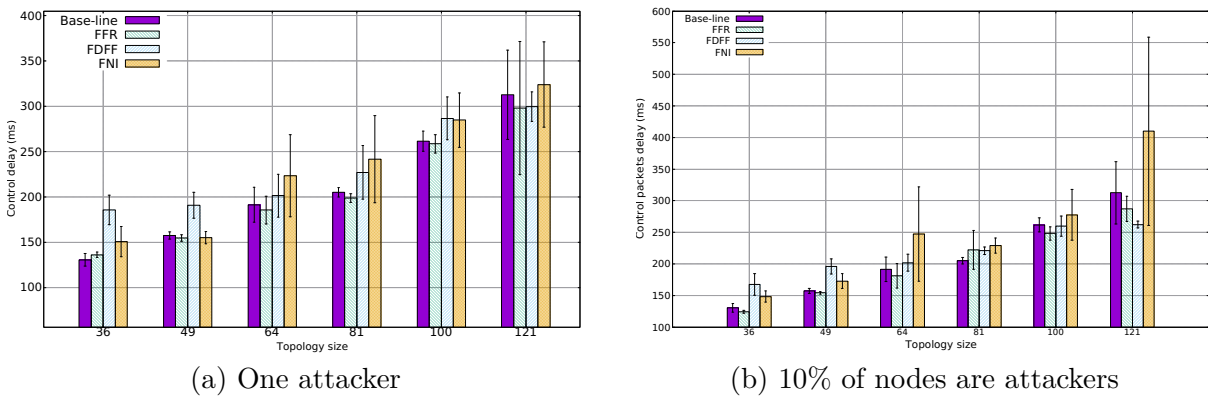 400
350
300
250
200
150
100
Control delay (ms)
Base-line
FFR
FDFF
FNI
36 49 64 81 100 121
Topology size
(a) One attacker
600
550
500
450
400
350
300
250
200
150
100
Control packets delay (ms)
Base-line
FFR
FDFF
FNI
36 49 64 81 100 121
Topology size
(b) 10% of nodes are attackers